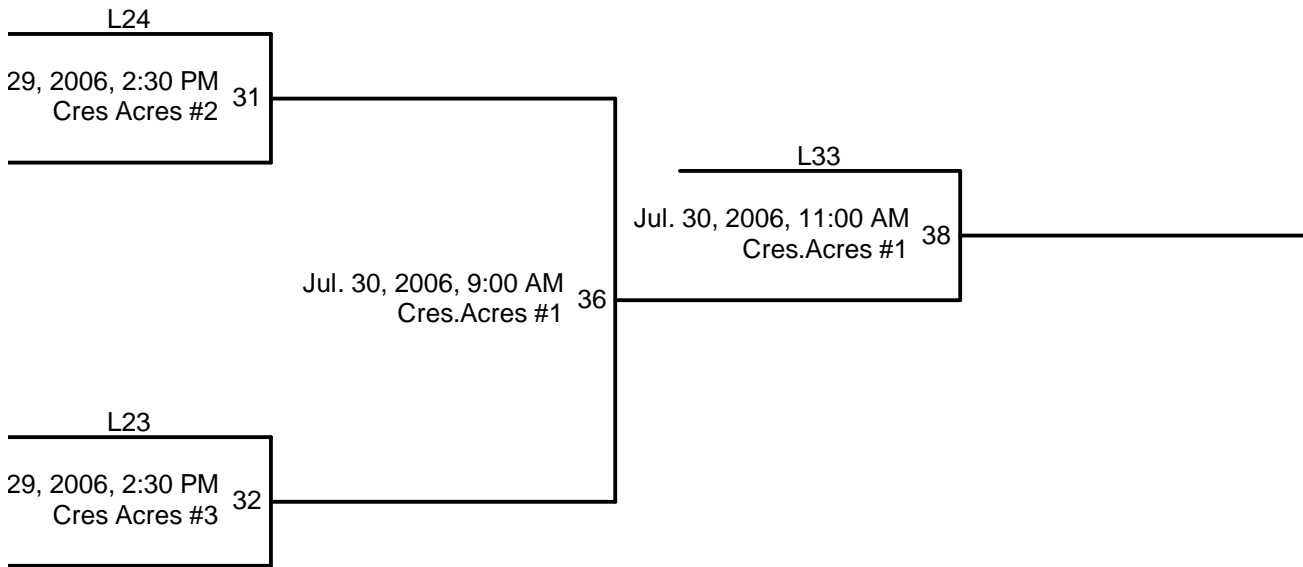 L24
29, 2006, 2:30 PM
Cres Acres #2
31
L33
Jul. 30, 2006, 11:00 AM
Cres.Acres #1
38
Jul. 30, 2006, 9:00 AM
Cres.Acres #1
36
L23
29, 2006, 2:30 PM
Cres Acres #3
32